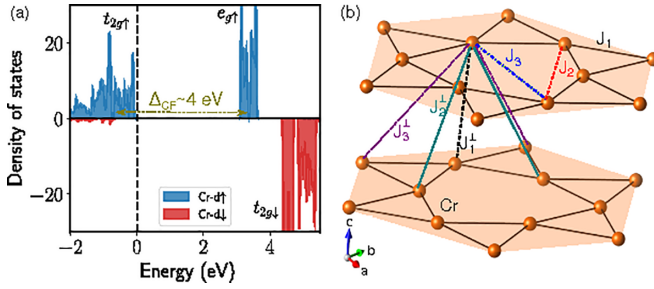 (a)
t2g↑
eg↑
20
0
−20
Density of states
ΔCF~4 eV
Cr-d↑
Cr-d↓
t2g↓
−2 0 2 4
Energy (eV)
(b)
J1
J3
J2
J3⊥
J2⊥
J1⊥
Cr
c
b
a